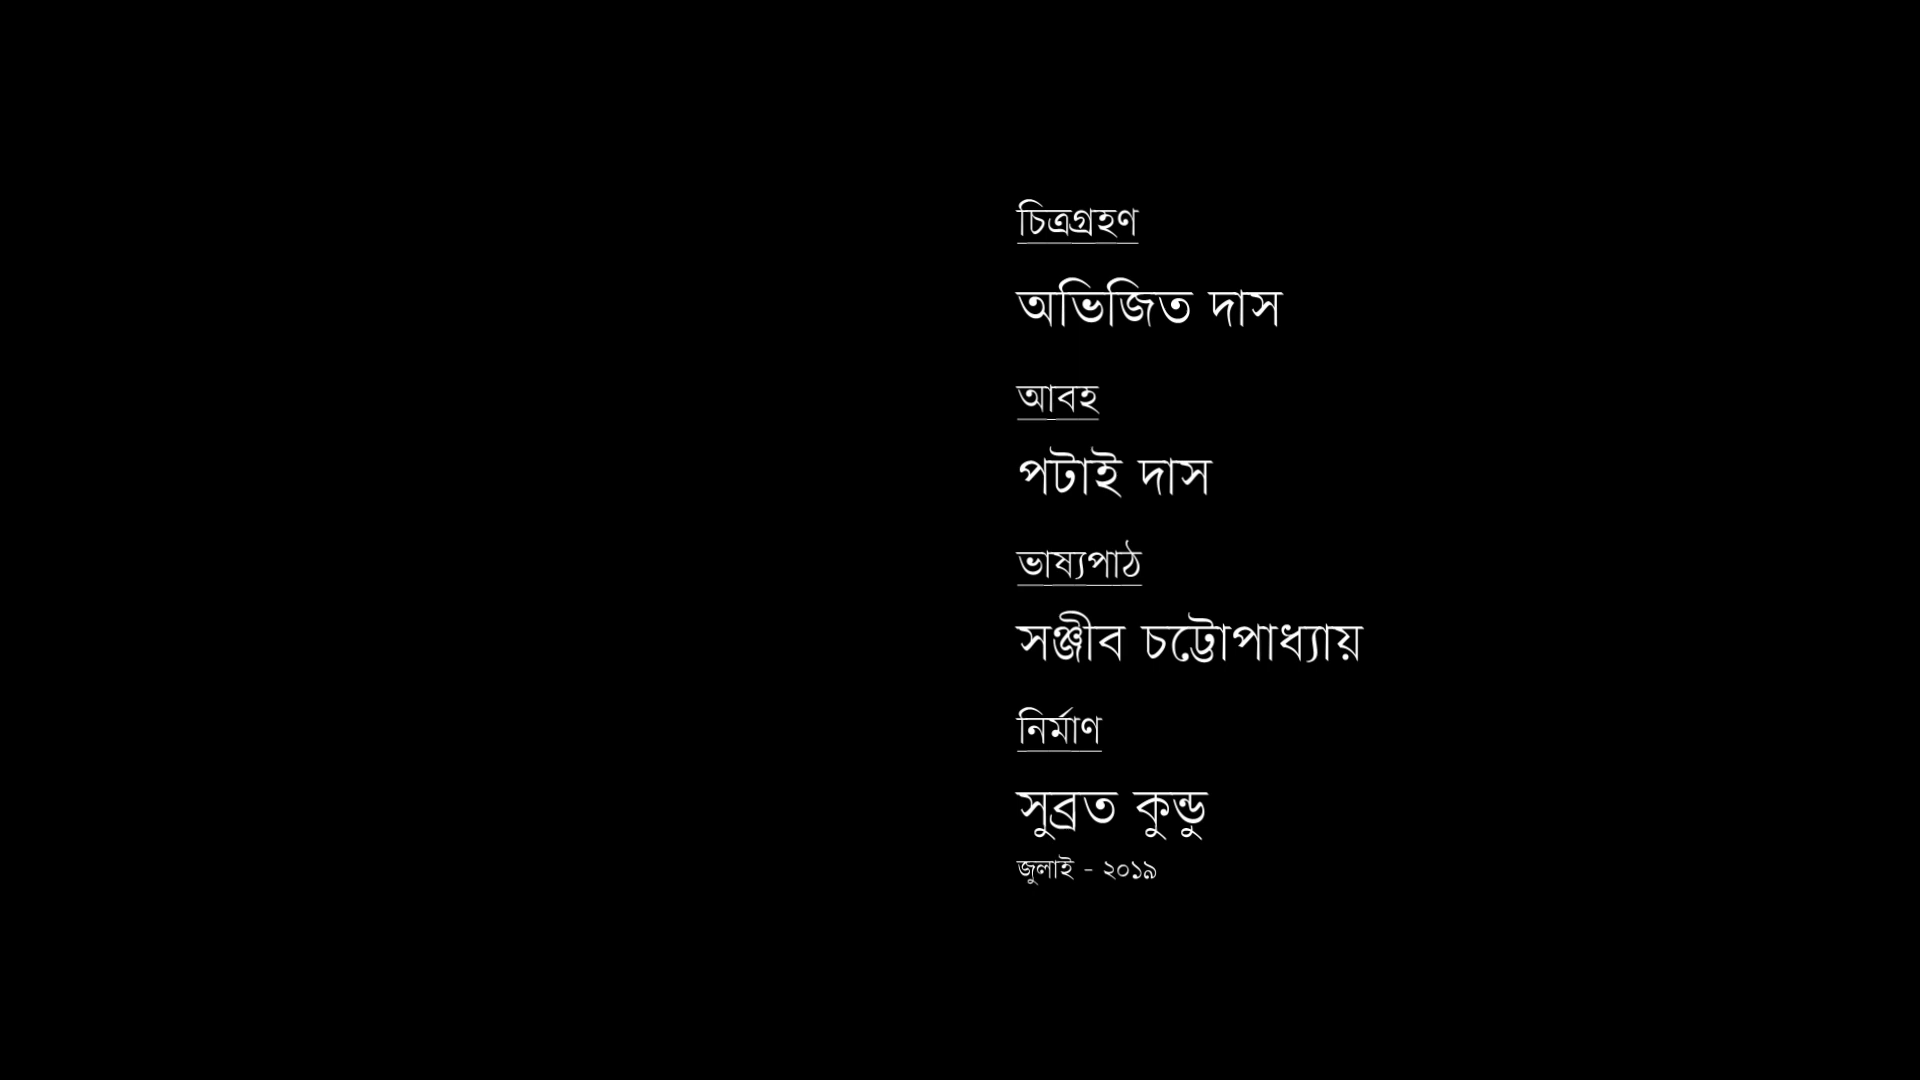 চিত্রগ্রহণ
অভিজিত দাস
আবহ
পটাই দাস
ভাষ্যপাঠ
সঞ্জীব চট্টোপাধ্যায়
নির্মাণ
সুব্রত কুন্ডু
জুলাই - ২০১৯